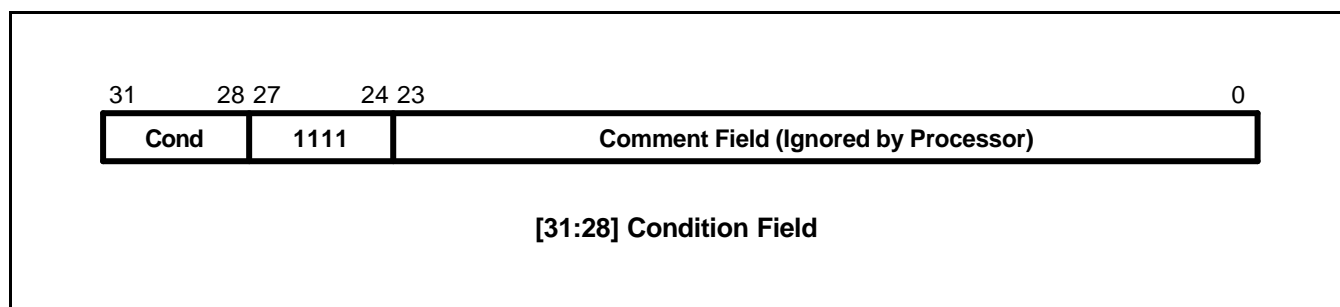 31 28 27 24 23 0
Cond 1111 Comment Field (Ignored by Processor)
[31:28] Condition Field